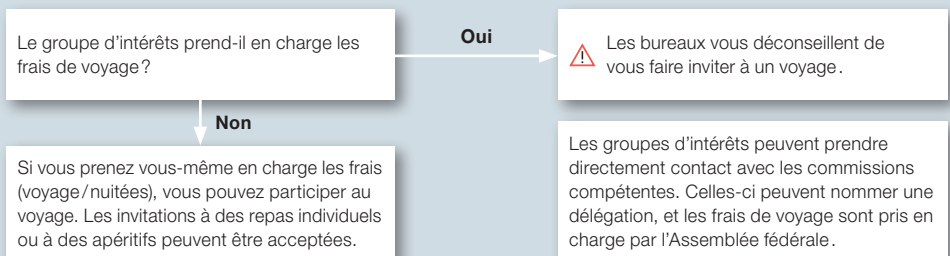 Le groupe d'intérêts prend-il en charge les
frais de voyage ?
Oui
Les bureaux vous déconseillent de
vous faire inviter à un voyage.
Non
Si vous prenez vous-même en charge les frais
(voyage / nuitées), vous pouvez participer au
voyage. Les invitations à des repas individuels
ou à des apéritifs peuvent être acceptées.
Les groupes d'intérêts peuvent prendre
directement contact avec les commissions
compétentes. Celles-ci peuvent nommer une
délégation, et les frais de voyage sont pris en
charge par l'Assemblée fédérale.